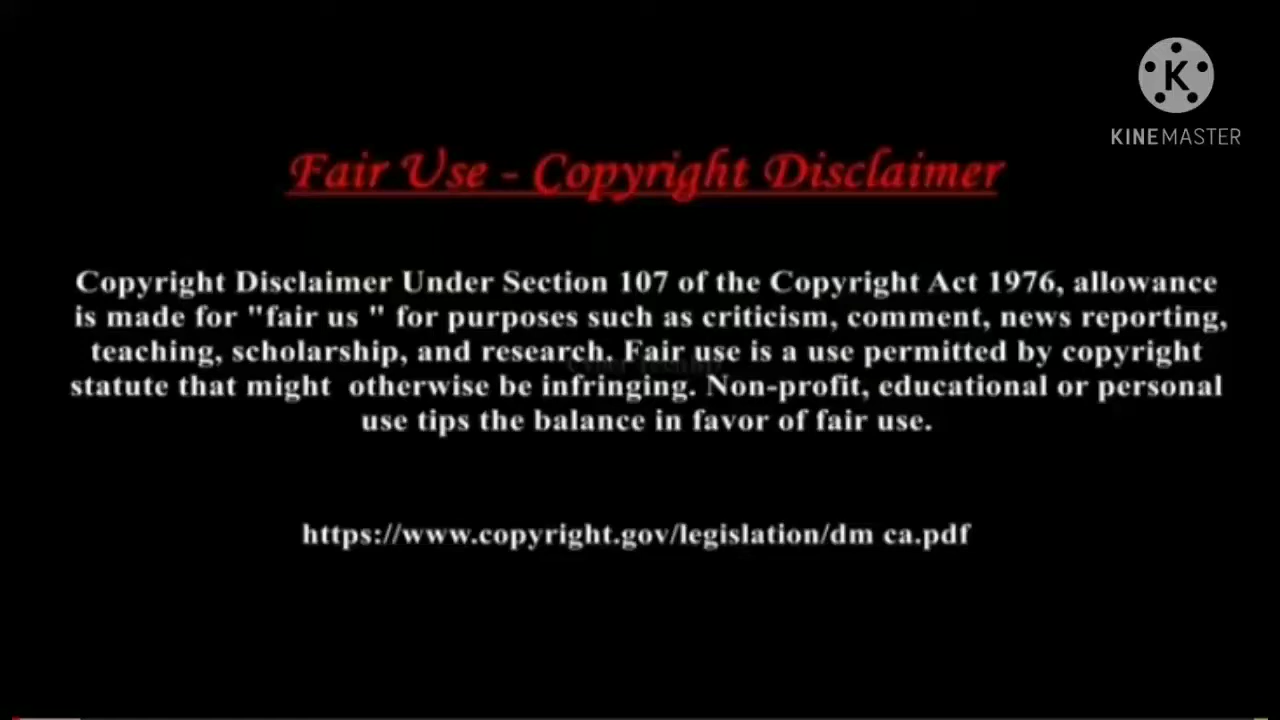 K
KINEMASTER
Fair Use - Copyright Disclaimer
Copyright Disclaimer Under Section 107 of the Copyright Act 1976, allowance
is made for "fair us " for purposes such as criticism, comment, news reporting,
teaching, scholarship, and research. Fair use is a use permitted by copyright
statute that might  otherwise be infringing. Non-profit, educational or personal
use tips the balance in favor of fair use.
https://www.copyright.gov/legislation/dm ca.pdf